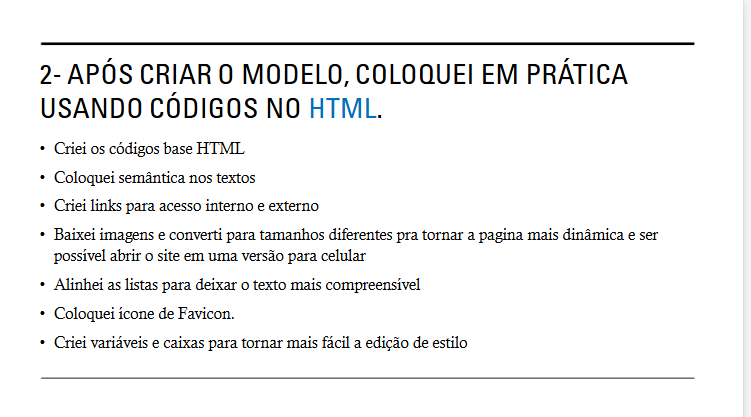 2- APÓS CRIAR O MODELO, COLOQUEI EM PRÁTICA
USANDO CÓDIGOS NO HTML.
• Criei os códigos base HTML
• Coloquei semântica nos textos
• Criei links para acesso interno e externo
• Baixei imagens e converti para tamanhos diferentes pra tornar a pagina mais dinâmica e ser
possível abrir o site em uma versão para celular
• Alinhei as listas para deixar o texto mais compreensível
• Coloquei ícone de Favicon.
• Criei variáveis e caixas para tornar mais fácil a edição de estilo